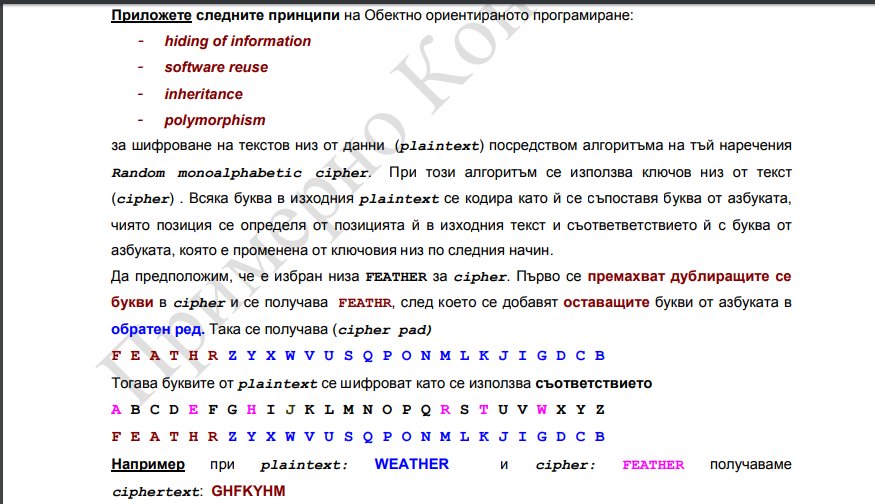 Приложете следните принципи на Обектно ориентираното програмиране:
- hiding of information
- software reuse
- inheritance
- polymorphism
за шифроване на текстов низ от данни (plaintext) посредством алгоритъма на тъй наречения
Random monoalphabetic cipher. При този алгоритъм се използва ключов низ от текст
(cipher) . Всяка буква в изходния plaintext се кодира като й се съпоставя буква от азбуката,
чиято позиция се определя от позицията й в изходния текст и съответветствието й с буква от
азбуката, която е променена от ключовия низ по следния начин.
Да предположим, че е избран низа FEATHER за cipher. Първо се премахват дублиращите се
букви в cipher и се получава FEATHR, след което се добавят оставащите букви от азбуката в
обратен ред. Така се получава (cipher pad)
F E A T H R Z Y X W V U S Q P O N M L K J I G D C B
Тогава буквите от plaintext се шифроват като се използва съответствието
A B C D E F G H I J K L M N O P Q R S T U V W X Y Z
F E A T H R Z Y X W V U S Q P O N M L K J I G D C B
Например при plaintext: WEATHER и cipher: FEATHER получаваме
ciphertext: GHFKYHM
Примерно Кон